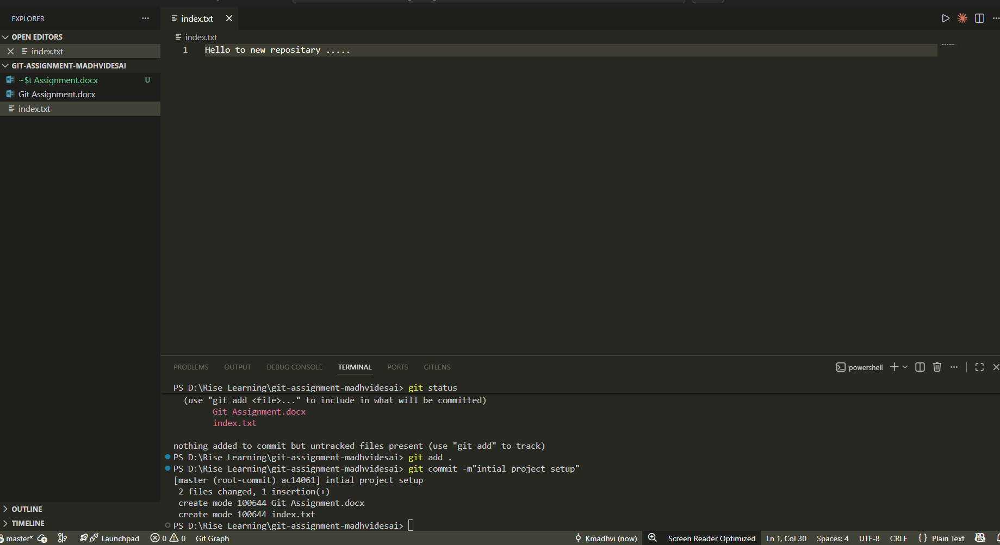 EXPLORER
index.txt
OPEN EDITORS
index.txt
GIT-ASSIGNMENT-MADHVIDESAI
~$t Assignment.docx U
Git Assignment.docx
index.txt
OUTLINE
TIMELINE
index.txt
1 Hello to new repositary .....
PROBLEMS OUTPUT DEBUG CONSOLE TERMINAL PORTS GITLENS
powershell
PS D:\Rise Learning\git-assignment-madhvidesai> git status
(use "git add <file>..." to include in what will be committed)
Git Assignment.docx
index.txt
nothing added to commit but untracked files present (use "git add" to track)
PS D:\Rise Learning\git-assignment-madhvidesai> git add .
PS D:\Rise Learning\git-assignment-madhvidesai> git commit -m"intial project setup"
[master (root-commit) ac14061] intial project setup
2 files changed, 1 insertion(+)
create mode 100644 Git Assignment.docx
create mode 100644 index.txt
PS D:\Rise Learning\git-assignment-madhvidesai>
master* Launchpad 0 0 Git Graph Kmadhvi (now) Screen Reader Optimized Ln 1, Col 30 Spaces: 4 UTF-8 CRLF {} Plain Text